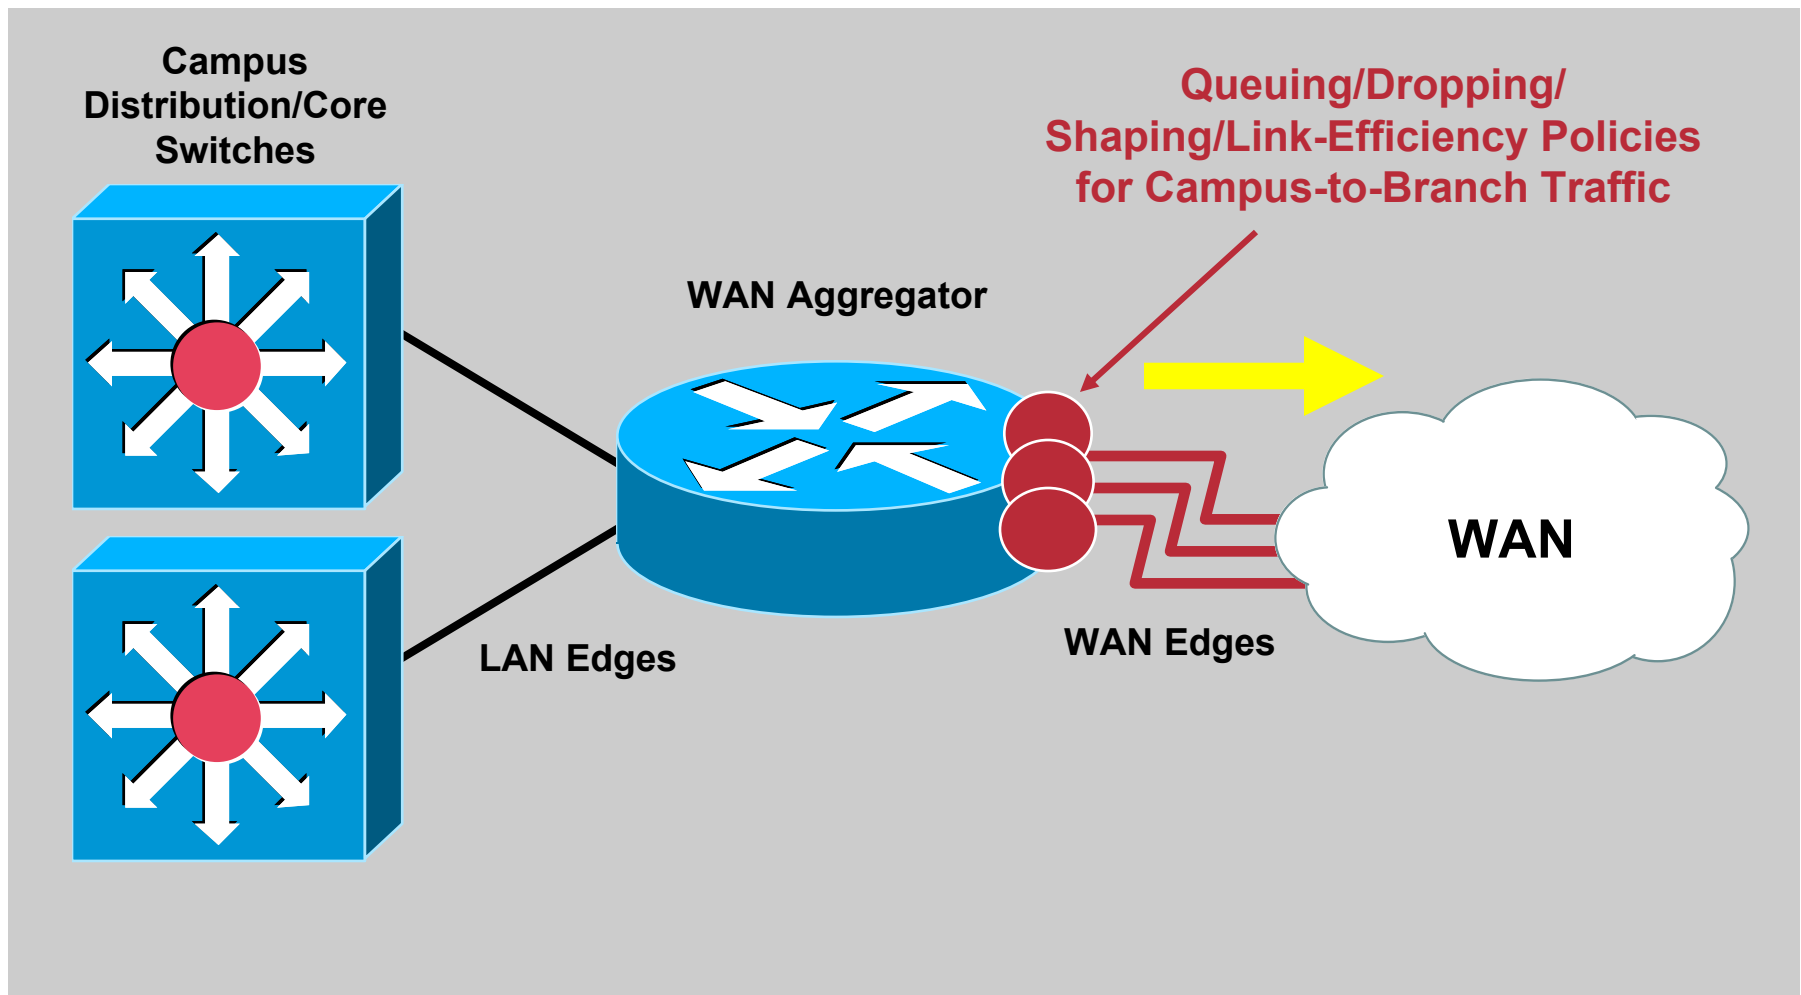 Campus
Distribution/Core
Switches
Queuing/Dropping/
Shaping/Link-Efficiency Policies
for Campus-to-Branch Traffic
WAN Aggregator
WAN
LAN Edges
WAN Edges